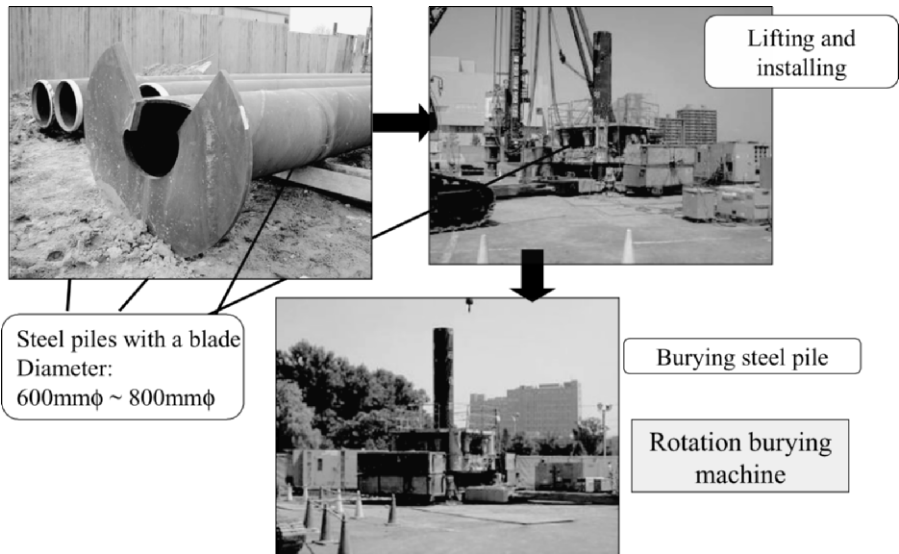 Lifting and
installing
Steel piles with a blade
Diameter:
600mmϕ ~ 800mmϕ
Burying steel pile
Rotation burying
machine